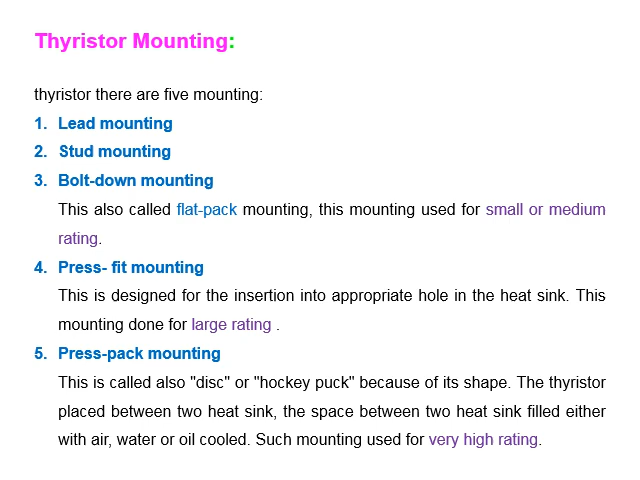 Thyristor Mounting:
thyristor there are five mounting:
1. Lead mounting
2. Stud mounting
3. Bolt-down mounting
This also called flat-pack mounting, this mounting used for small or medium
rating.
4. Press- fit mounting
This is designed for the insertion into appropriate hole in the heat sink. This
mounting done for large rating .
5. Press-pack mounting
This is called also "disc" or "hockey puck" because of its shape. The thyristor
placed between two heat sink, the space between two heat sink filled either
with air, water or oil cooled. Such mounting used for very high rating.